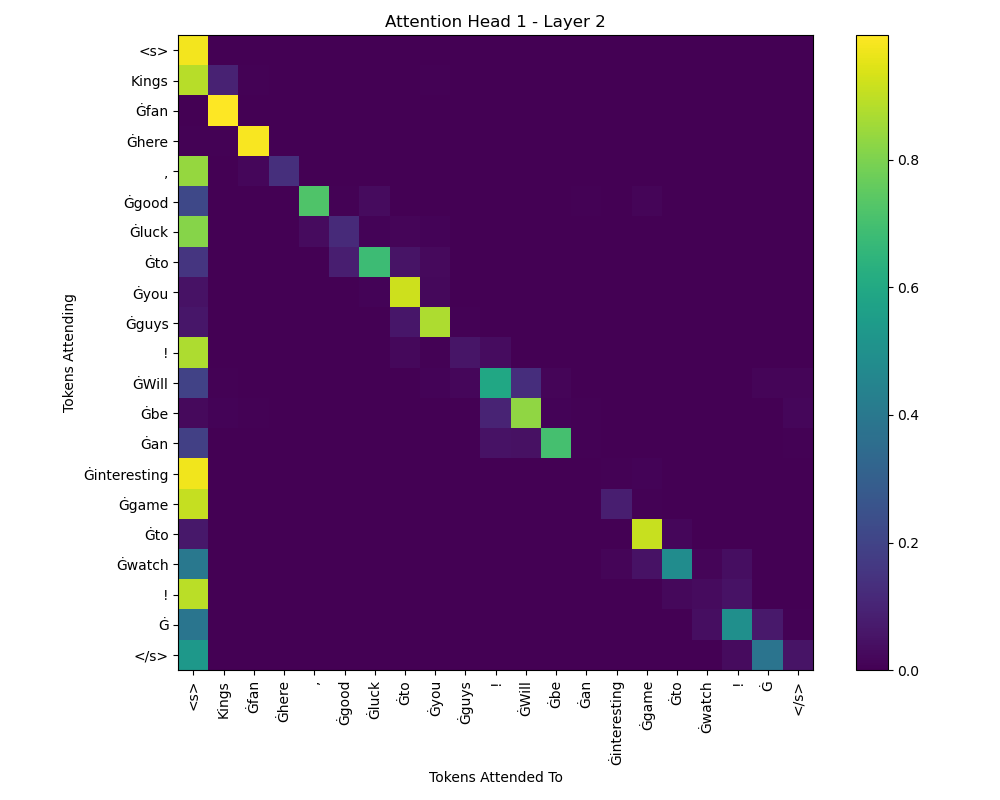 Attention Head 1 - Layer 2
Tokens Attending
<s>
Kings
Ġfan
Ġhere
,
Ġgood
Ġluck
Ġto
Ġyou
Ġguys
!
ĠWill
Ġbe
Ġan
Ġinteresting
Ġgame
Ġto
Ġwatch
!
Ġ
</s>
<s>
Kings
Ġfan
Ġhere
,
Ġgood
Ġluck
Ġto
Ġyou
Ġguys
!
ĠWill
Ġbe
Ġan
Ġinteresting
Ġgame
Ġto
Ġwatch
!
Ġ
</s>
Tokens Attended To
0.8
0.6
0.4
0.2
0.0